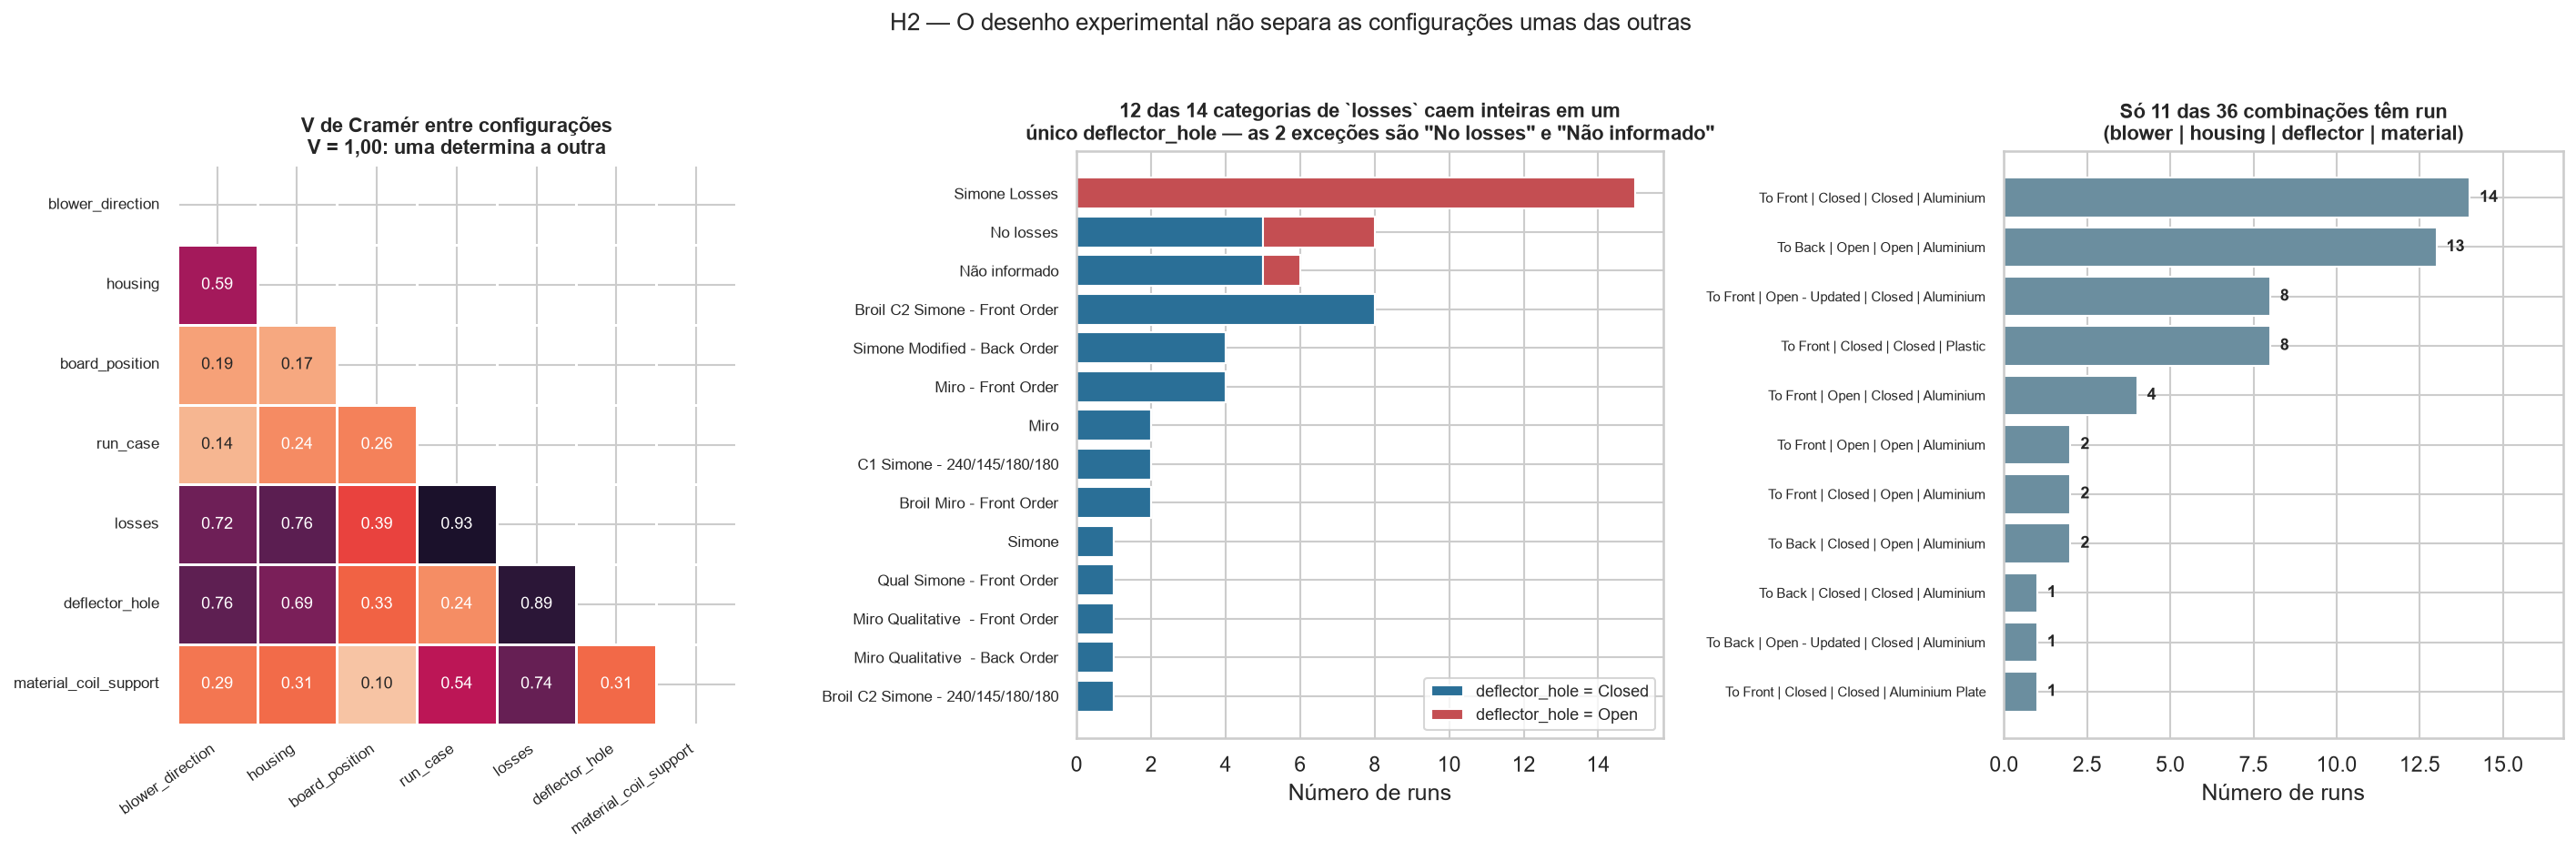 H2 — O desenho experimental não separa as configurações umas das outras
V de Cramér entre configurações
V = 1,00: uma determina a outra
blower_direction
housing
0.59
board_position
0.19 0.17
run_case
0.14 0.24 0.26
losses
0.72 0.76 0.39 0.93
deflector_hole
0.76 0.69 0.33 0.24 0.89
material_coil_support
0.29 0.31 0.10 0.54 0.74 0.31
blower_direction
housing
board_position
run_case
losses
deflector_hole
material_coil_support
12 das 14 categorias de `losses` caem inteiras em um
único deflector_hole — as 2 exceções são "No losses" e "Não informado"
Simone Losses
No losses
Não informado
Broil C2 Simone - Front Order
Simone Modified - Back Order
Miro - Front Order
Miro
C1 Simone - 240/145/180/180
Broil Miro - Front Order
Simone
Qual Simone - Front Order
Miro Qualitative  - Front Order
Miro Qualitative  - Back Order
Broil C2 Simone - 240/145/180/180
deflector_hole = Closed
deflector_hole = Open
0 2 4 6 8 10 12 14
Número de runs
Só 11 das 36 combinações têm run
(blower | housing | deflector | material)
To Front | Closed | Closed | Aluminium 14
To Back | Open | Open | Aluminium 13
To Front | Open - Updated | Closed | Aluminium 8
To Front | Closed | Closed | Plastic 8
To Front | Open | Closed | Aluminium 4
To Front | Open | Open | Aluminium 2
To Front | Closed | Open | Aluminium 2
To Back | Closed | Open | Aluminium 2
To Back | Closed | Closed | Aluminium 1
To Back | Open - Updated | Closed | Aluminium 1
To Front | Closed | Closed | Aluminium Plate 1
0.0 2.5 5.0 7.5 10.0 12.5 15.0
Número de runs